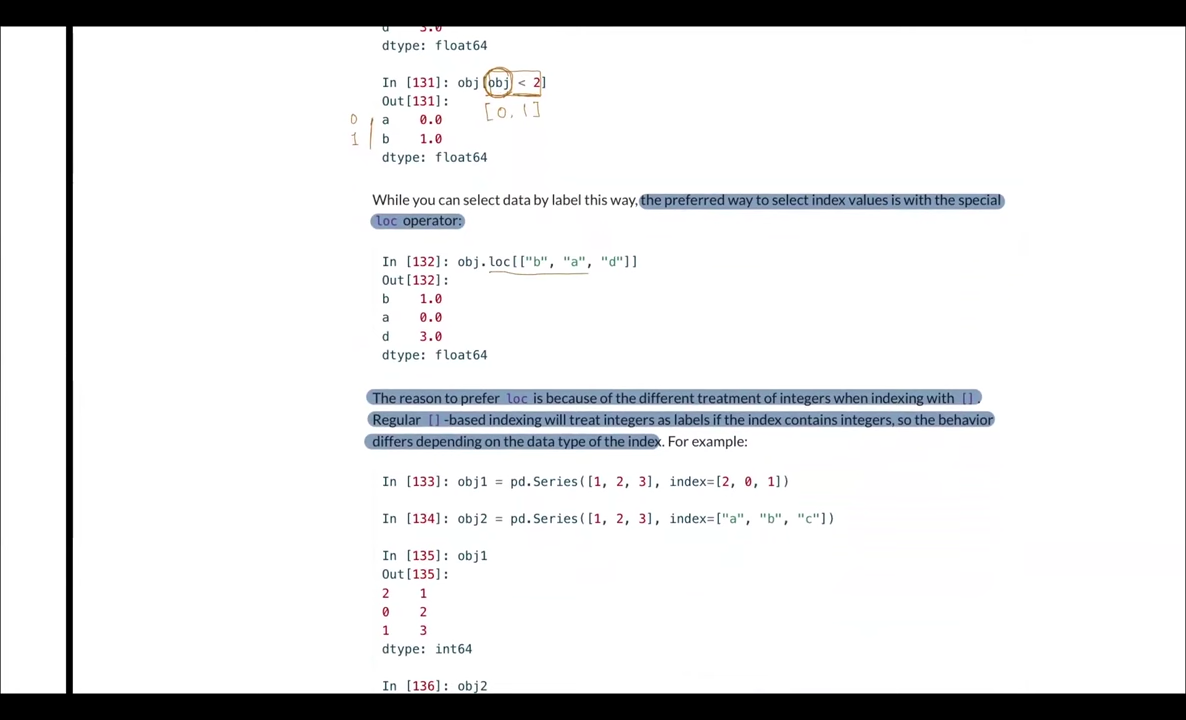 d    3.0
dtype: float64
In [131]: obj[obj < 2]
Out[131]:
[0, 1]
0 a    0.0
1 b    1.0
dtype: float64
While you can select data by label this way, the preferred way to select index values is with the special
loc operator:
In [132]: obj.loc[["b", "a", "d"]]
Out[132]:
b    1.0
a    0.0
d    3.0
dtype: float64
The reason to prefer loc is because of the different treatment of integers when indexing with [].
Regular []-based indexing will treat integers as labels if the index contains integers, so the behavior
differs depending on the data type of the index. For example:
In [133]: obj1 = pd.Series([1, 2, 3], index=[2, 0, 1])
In [134]: obj2 = pd.Series([1, 2, 3], index=["a", "b", "c"])
In [135]: obj1
Out[135]:
2    1
0    2
1    3
dtype: int64
In [136]: obj2